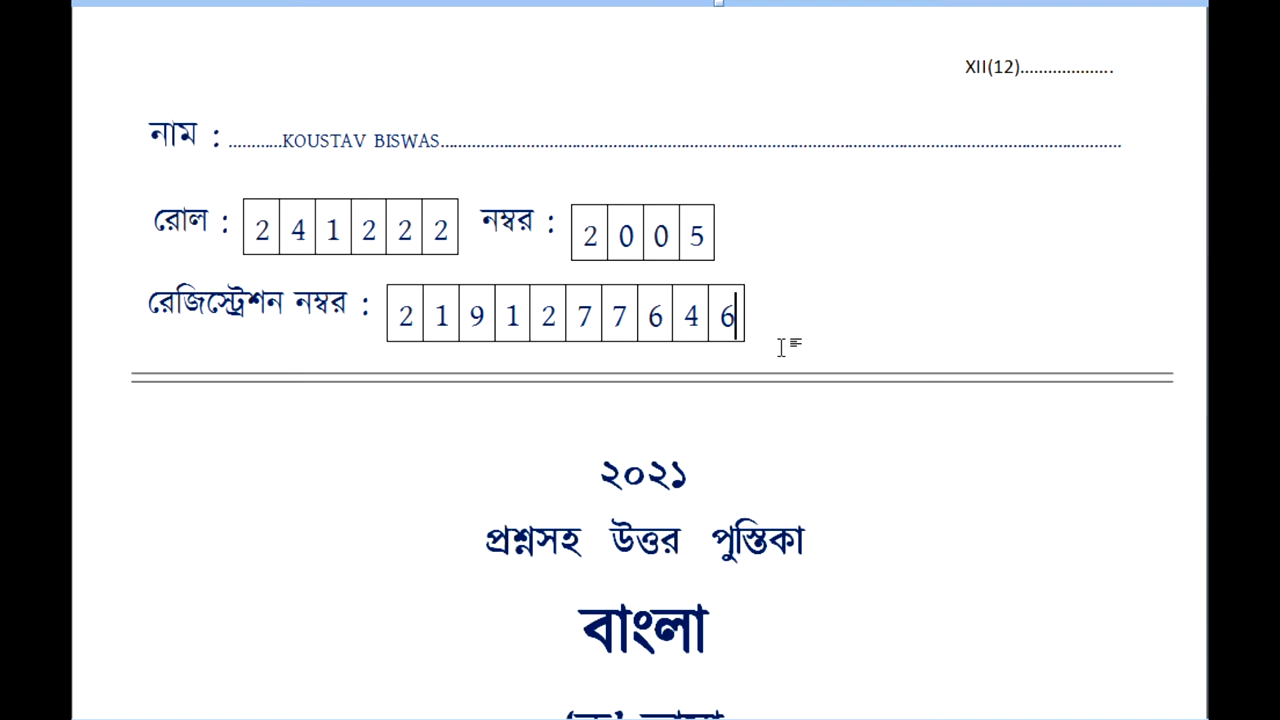 XII(12)....................
নাম : ............KOUSTAV BISWAS....................................................................................................................................................
রোল : 2 4 1 2 2 2 নম্বর : 2 0 0 5
রেজিস্ট্রেশন নম্বর : 2 1 9 1 2 7 7 6 4 6
২০২১
প্রশ্নসহ উত্তর পুস্তিকা
বাংলা